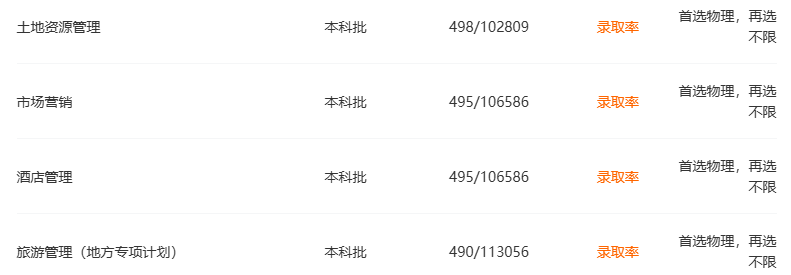 土地资源管理 本科批 498/102809 录取率 首选物理，再选
不限
市场营销 本科批 495/106586 录取率 首选物理，再选
不限
酒店管理 本科批 495/106586 录取率 首选物理，再选
不限
旅游管理（地方专项计划） 本科批 490/113056 录取率 首选物理，再选
不限